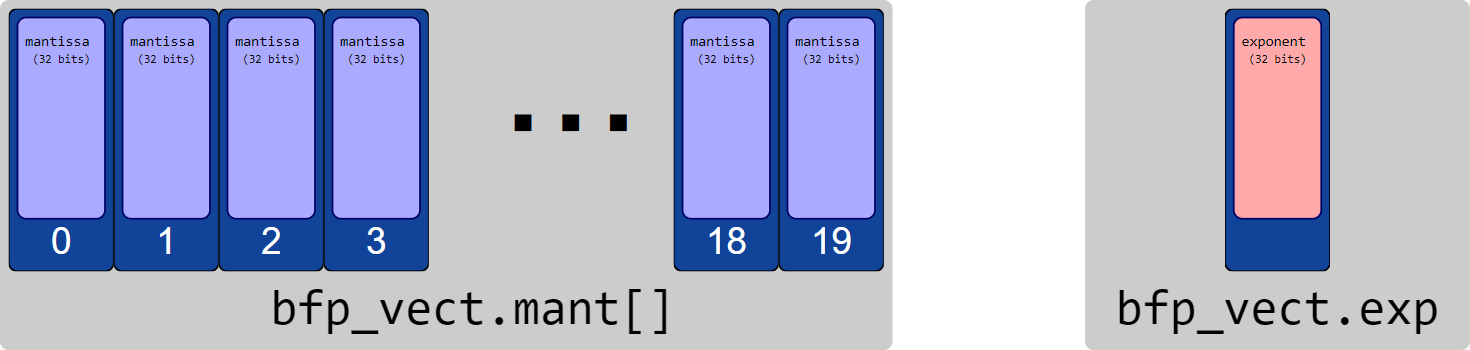 mantissa
(32 bits)
0
mantissa
(32 bits)
1
mantissa
(32 bits)
2
mantissa
(32 bits)
3
mantissa
(32 bits)
18
mantissa
(32 bits)
19
bfp_vect.mant[]
exponent
(32 bits)
bfp_vect.exp